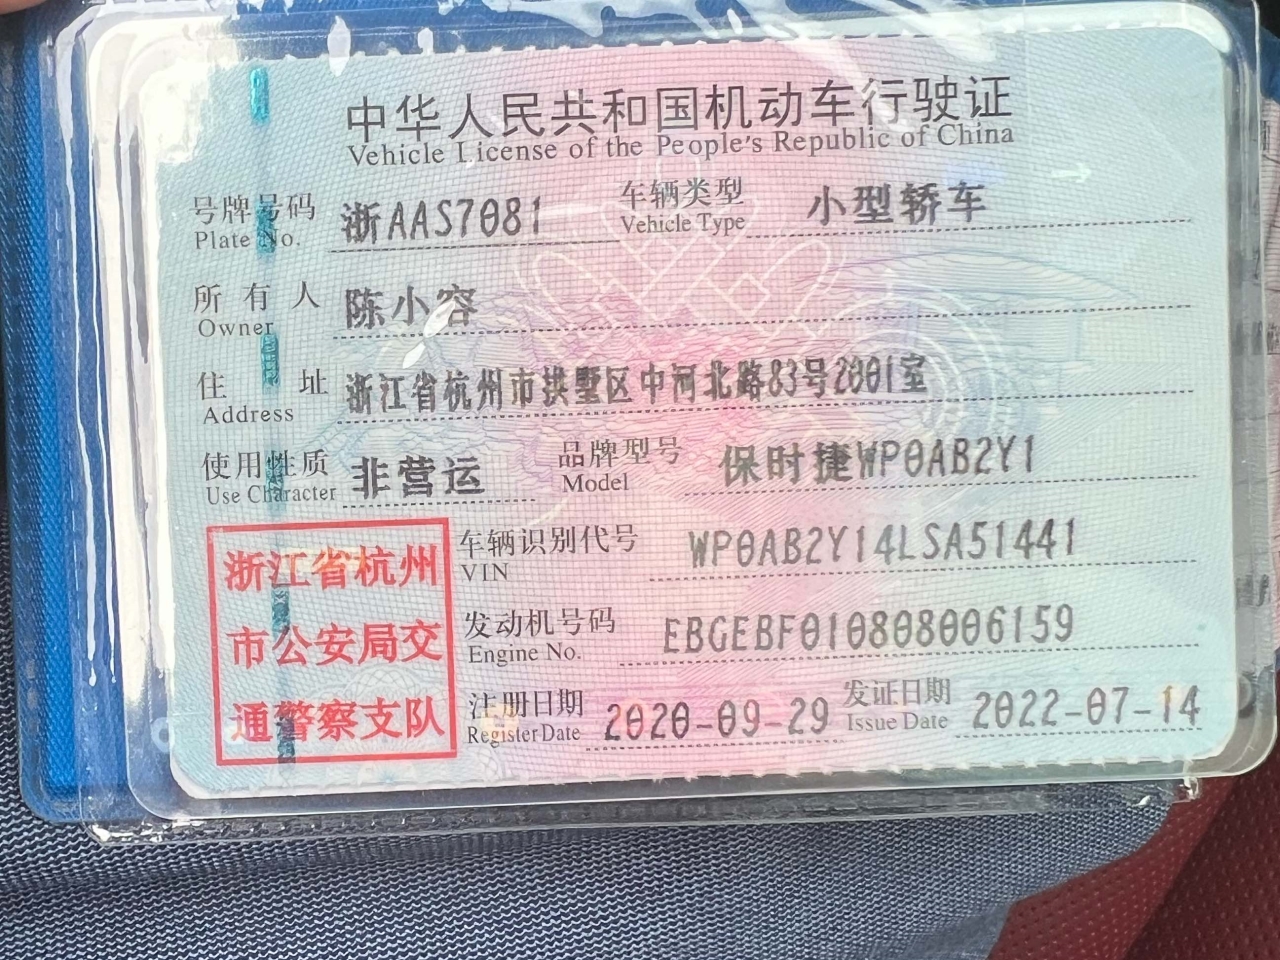 中华人民共和国机动车行驶证
Vehicle License of the People's Republic of China
号牌号码 浙AAS7081 车辆类型 小型轿车
Plate No. Vehicle Type
所有人 陈小容
Owner
住址 浙江省杭州市拱墅区中河北路83号2001室
Address
使用性质 非营运 品牌型号 保时捷WP0AB2Y1
Use Character Model
车辆识别代号 WP0AB2Y14LSA51441
VIN
发动机号码 EBGEBF010808006159
Engine No.
注册日期 2020-09-29 发证日期 2022-07-14
Register Date Issue Date
浙江省杭州
市公安局交
通警察支队